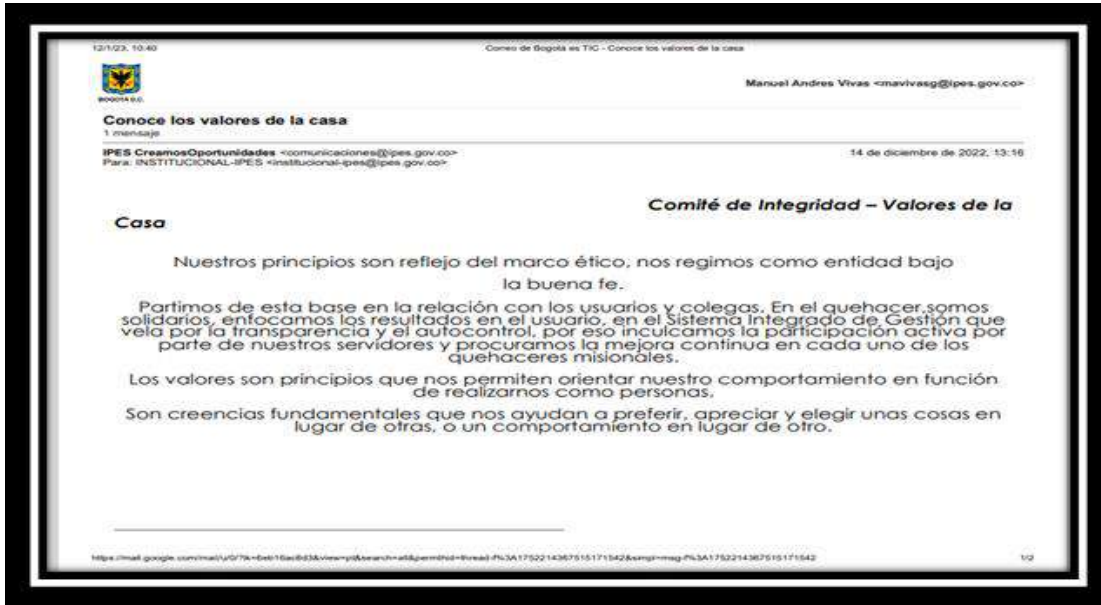 12/1/23, 10:40
Correo de Bogotá es TIC - Conoce los valores de la casa
BOGOTÁ D.C.
Manuel Andres Vivas <mavivasg@ipes.gov.co>
Conoce los valores de la casa
1 mensaje
IPES CreamosOportunidades <comunicaciones@ipes.gov.co>
14 de diciembre de 2022, 13:16
Para: INSTITUCIONAL-IPES <institucional-ipes@ipes.gov.co>
Comité de Integridad – Valores de la
Casa
Nuestros principios son reflejo del marco ético, nos regimos como entidad bajo
la buena fe.
Partimos de esta base en la relación con los usuarios y colegas. En el quehacer somos
solidarios, enfocamos los resultados en el usuario, en el Sistema Integrado de Gestión que
vela por la transparencia y el autocontrol, por eso inculcamos la participación activa por
parte de nuestros servidores y procuramos la mejora continua en cada uno de los
quehaceres misionales.
Los valores son principios que nos permiten orientar nuestro comportamiento en función
de realizarnos como personas.
Son creencias fundamentales que nos ayudan a preferir, apreciar y elegir unas cosas en
lugar de otras, o un comportamiento en lugar de otro.
1/2